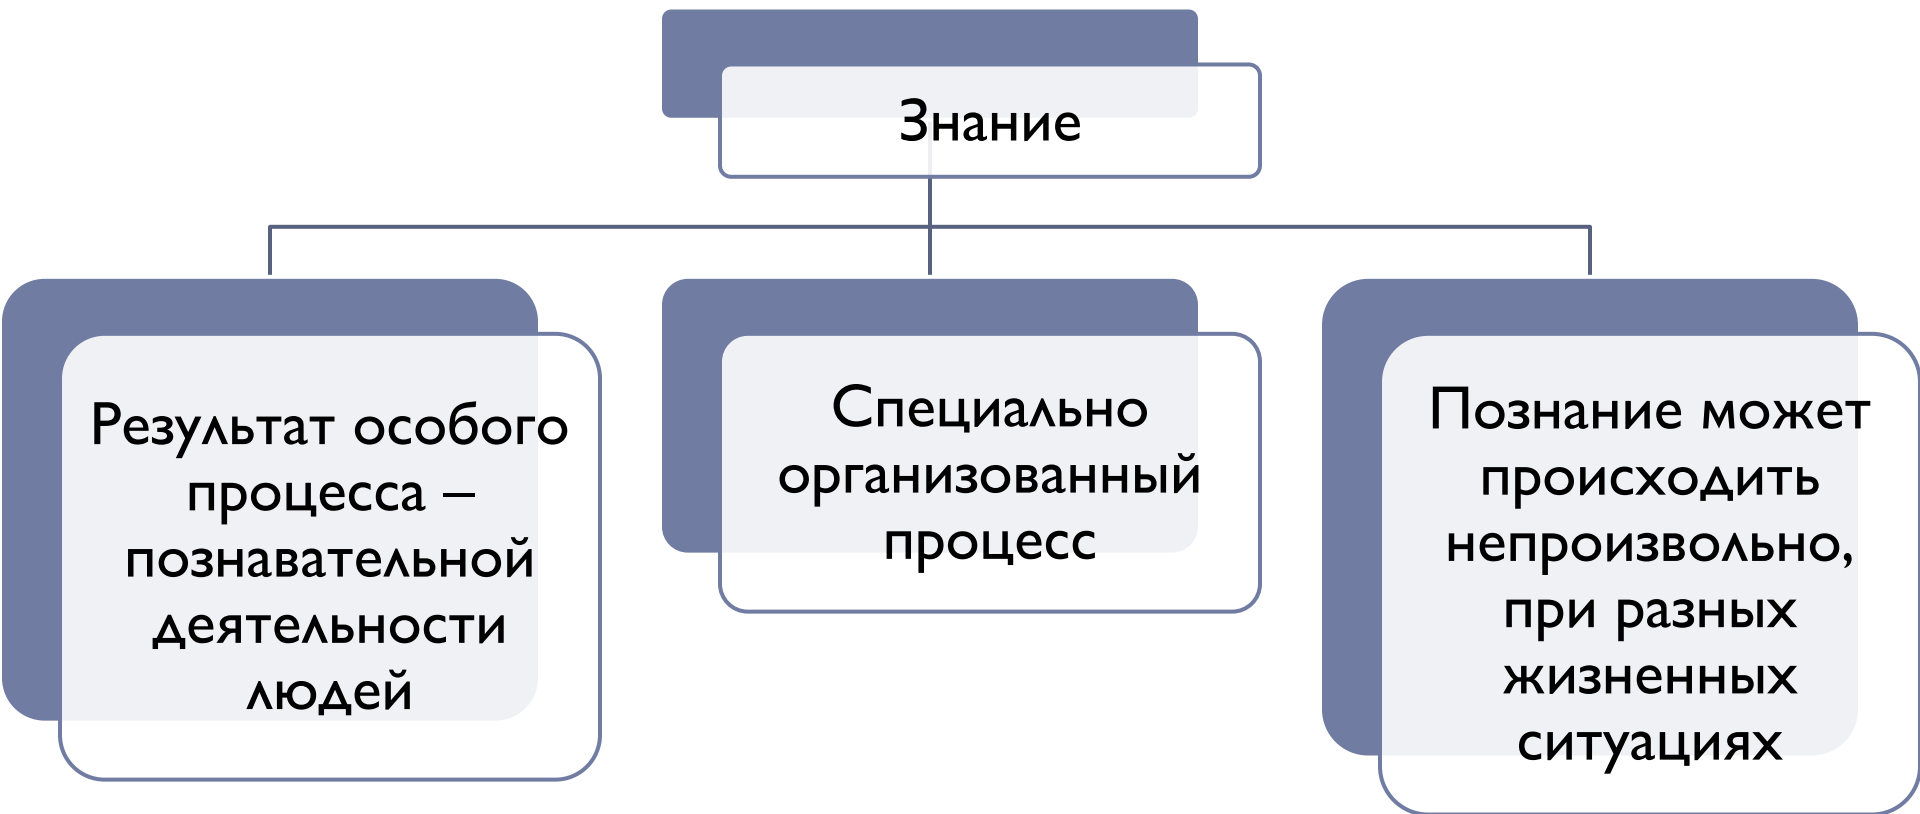 Знание
Результат особого
процесса –
познавательной
деятельности
людей
Специально
организованный
процесс
Познание может
происходить
непроизвольно,
при разных
жизненных
ситуациях